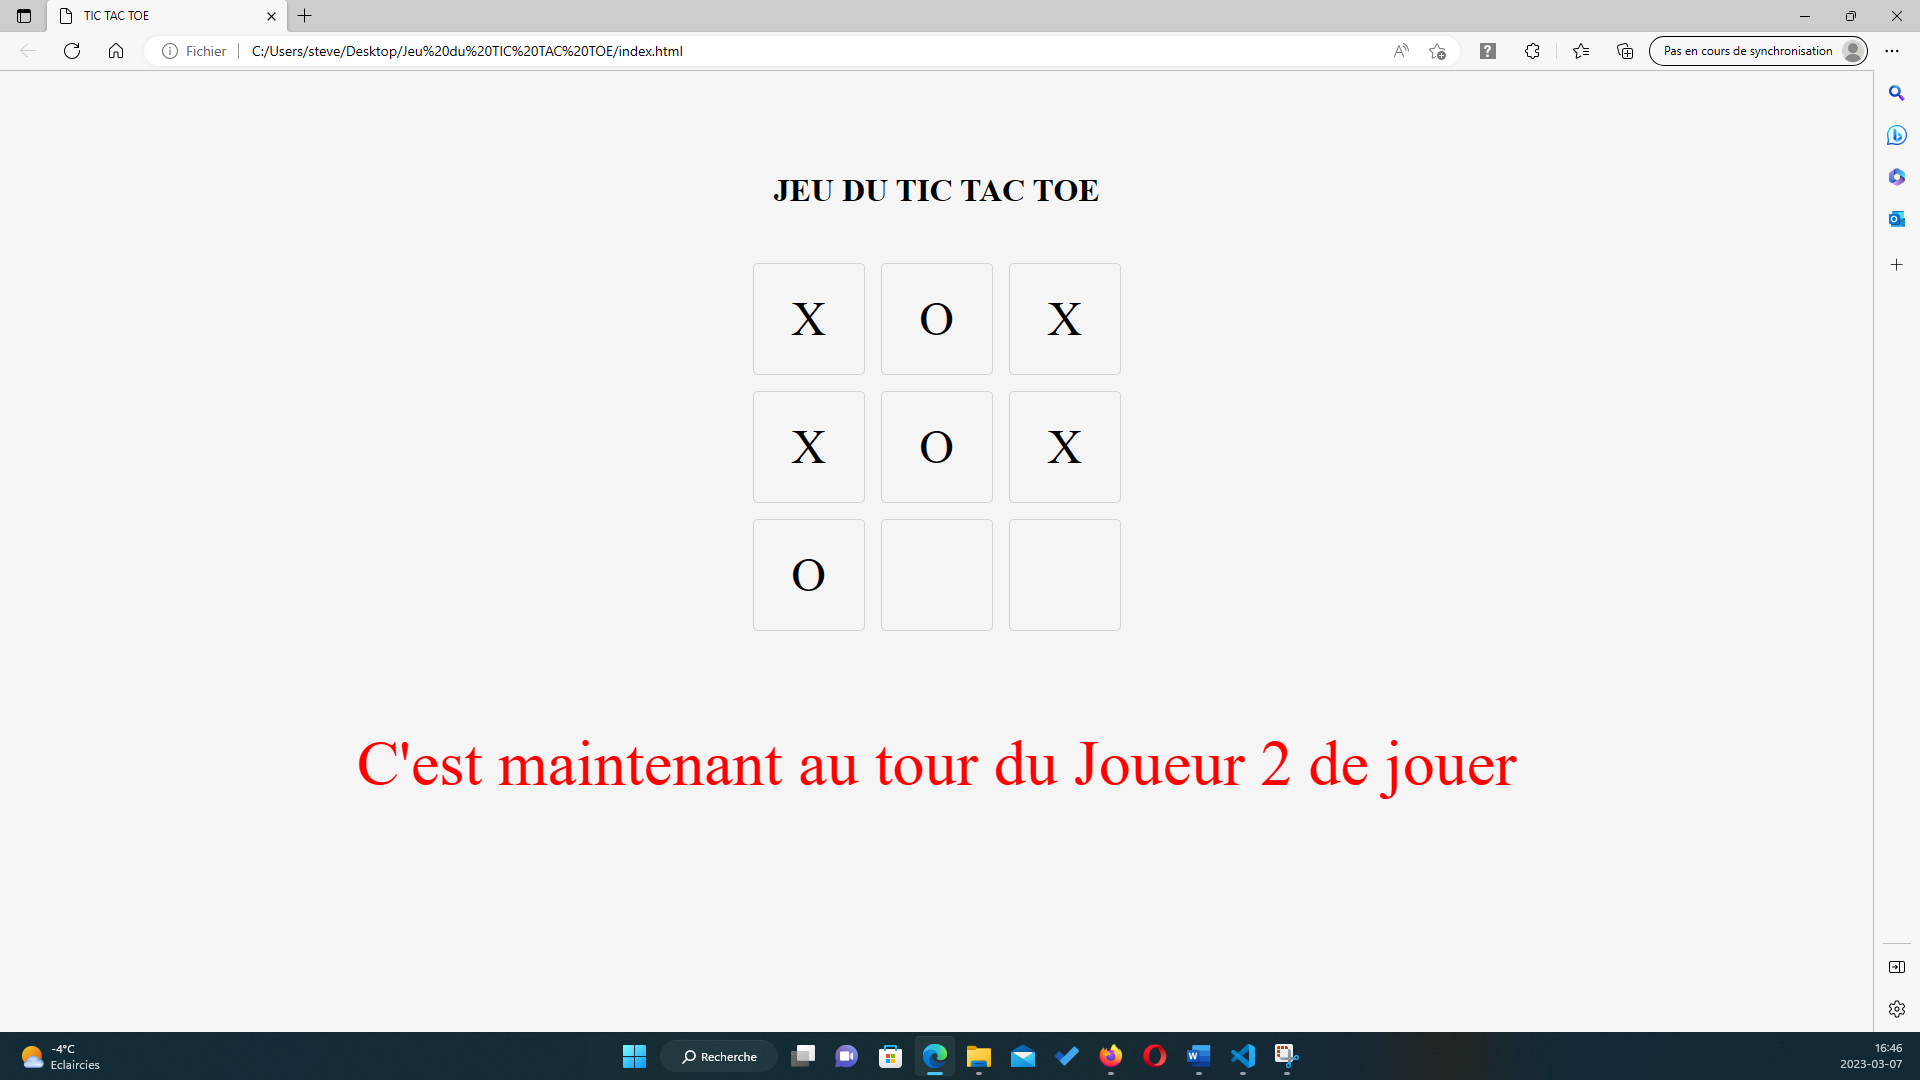 TIC TAC TOE
Fichier
C:/Users/steve/Desktop/Jeu%20du%20TIC%20TAC%20TOE/index.html
Pas en cours de synchronisation
JEU DU TIC TAC TOE
X O X
X O X
O
C'est maintenant au tour du Joueur 2 de jouer
-4°C
Eclaircies
Recherche
16:46
2023-03-07